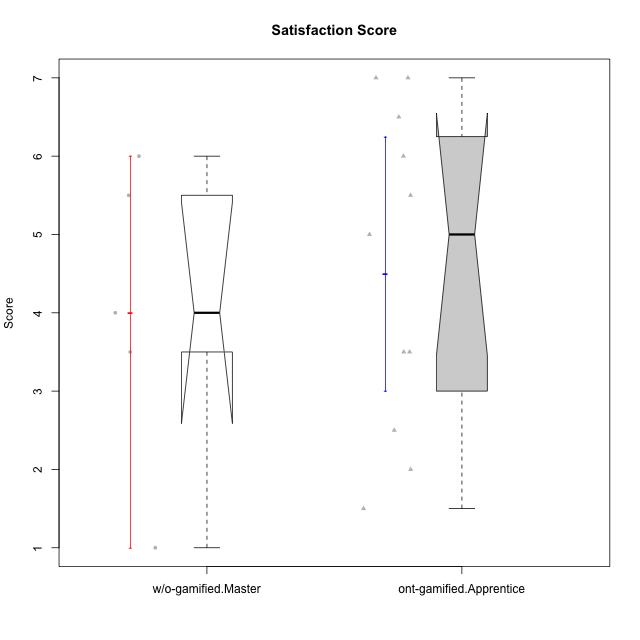 Satisfaction Score
Score
7
6
5
4
3
2
1
w/o-gamified.Master
ont-gamified.Apprentice